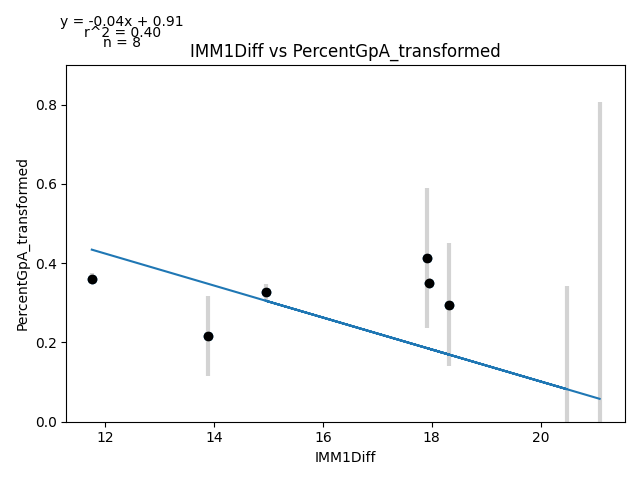 y = -0.04x + 0.91
r^2 = 0.40
n = 8
IMM1Diff vs PercentGpA_transformed
PercentGpA_transformed
0.8
0.6
0.4
0.2
0.0
12 14 16 18 20
IMM1Diff